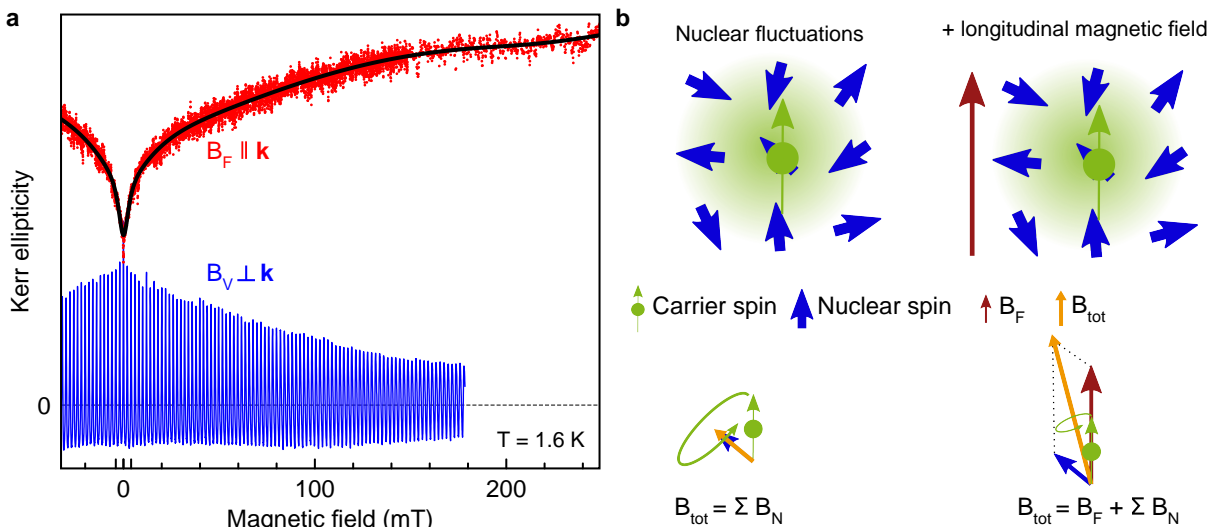 a
Kerr ellipticity
B_F ∥ k
B_V ⊥ k
0
T = 1.6 K
0 100 200
Magnetic field (mT)
b
Nuclear fluctuations
+ longitudinal magnetic field
Carrier spin
Nuclear spin
B_F
B_tot
B_tot = Σ B_N
B_tot = B_F + Σ B_N